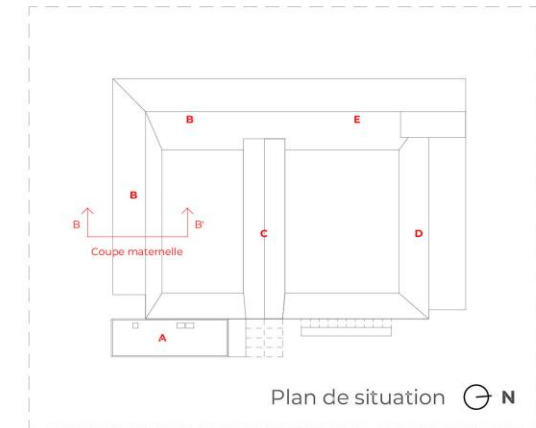 B E
B
B B'
C D
Coupe maternelle
A
Plan de situation N